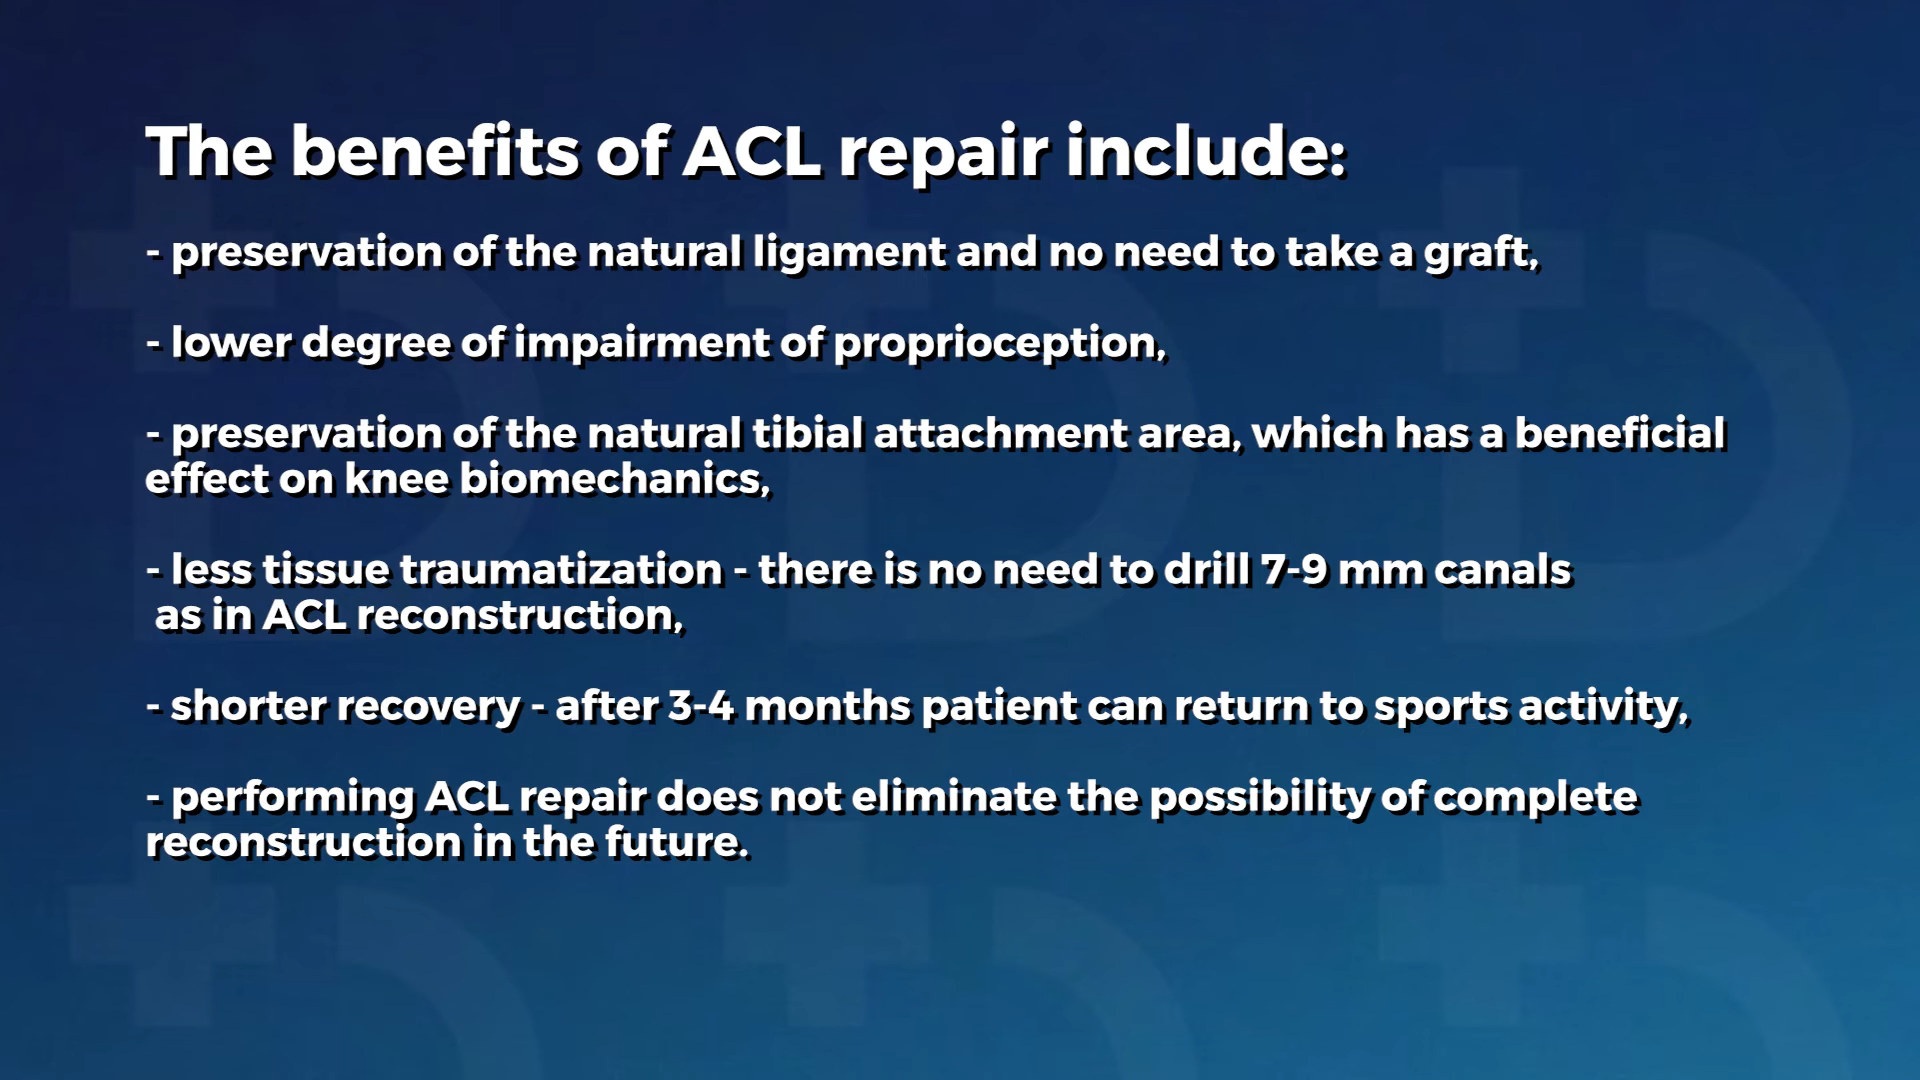 The benefits of ACL repair include:
- preservation of the natural ligament and no need to take a graft,
- lower degree of impairment of proprioception,
- preservation of the natural tibial attachment area, which has a beneficial
effect on knee biomechanics,
- less tissue traumatization - there is no need to drill 7-9 mm canals
as in ACL reconstruction,
- shorter recovery - after 3-4 months patient can return to sports activity,
- performing ACL repair does not eliminate the possibility of complete
reconstruction in the future.